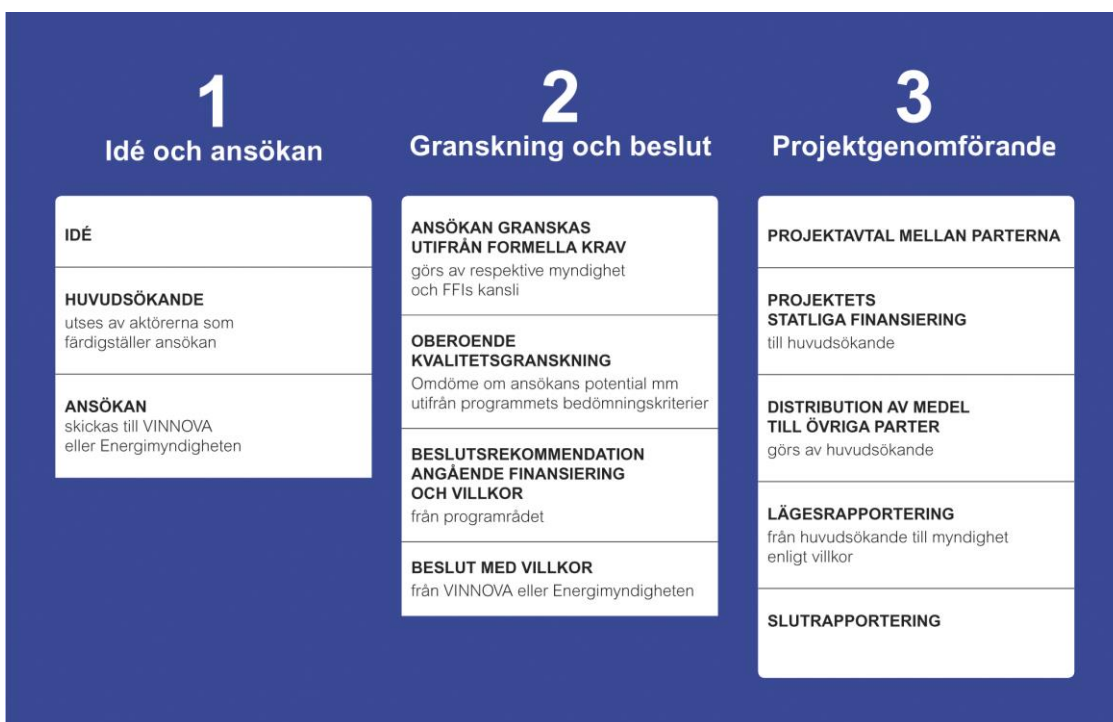 1
Idé och ansökan
IDÉ
HUVUDSÖKANDE
utses av aktörerna som
färdigställer ansökan
ANSÖKAN
skickas till VINNOVA
eller Energimyndigheten
2
Granskning och beslut
ANSÖKAN GRANSKAS
UTIFRÅN FORMELLA KRAV
görs av respektive myndighet
och FFIs kansli
OBEROENDE
KVALITETSGRANSKNING
Omdöme om ansökans potential mm
utifrån programmets bedömningskriterier
BESLUTSREKOMMENDATION
ANGÅENDE FINANSIERING
OCH VILLKOR
från programrådet
BESLUT MED VILLKOR
från VINNOVA eller Energimyndigheten
3
Projektgenomförande
PROJEKTAVTAL MELLAN PARTERNA
PROJEKTETS
STATLIGA FINANSIERING
till huvudsökande
DISTRIBUTION AV MEDEL
TILL ÖVRIGA PARTER
görs av huvudsökande
LÄGESRAPPORTERING
från huvudsökande till myndighet
enligt villkor
SLUTRAPPORTERING